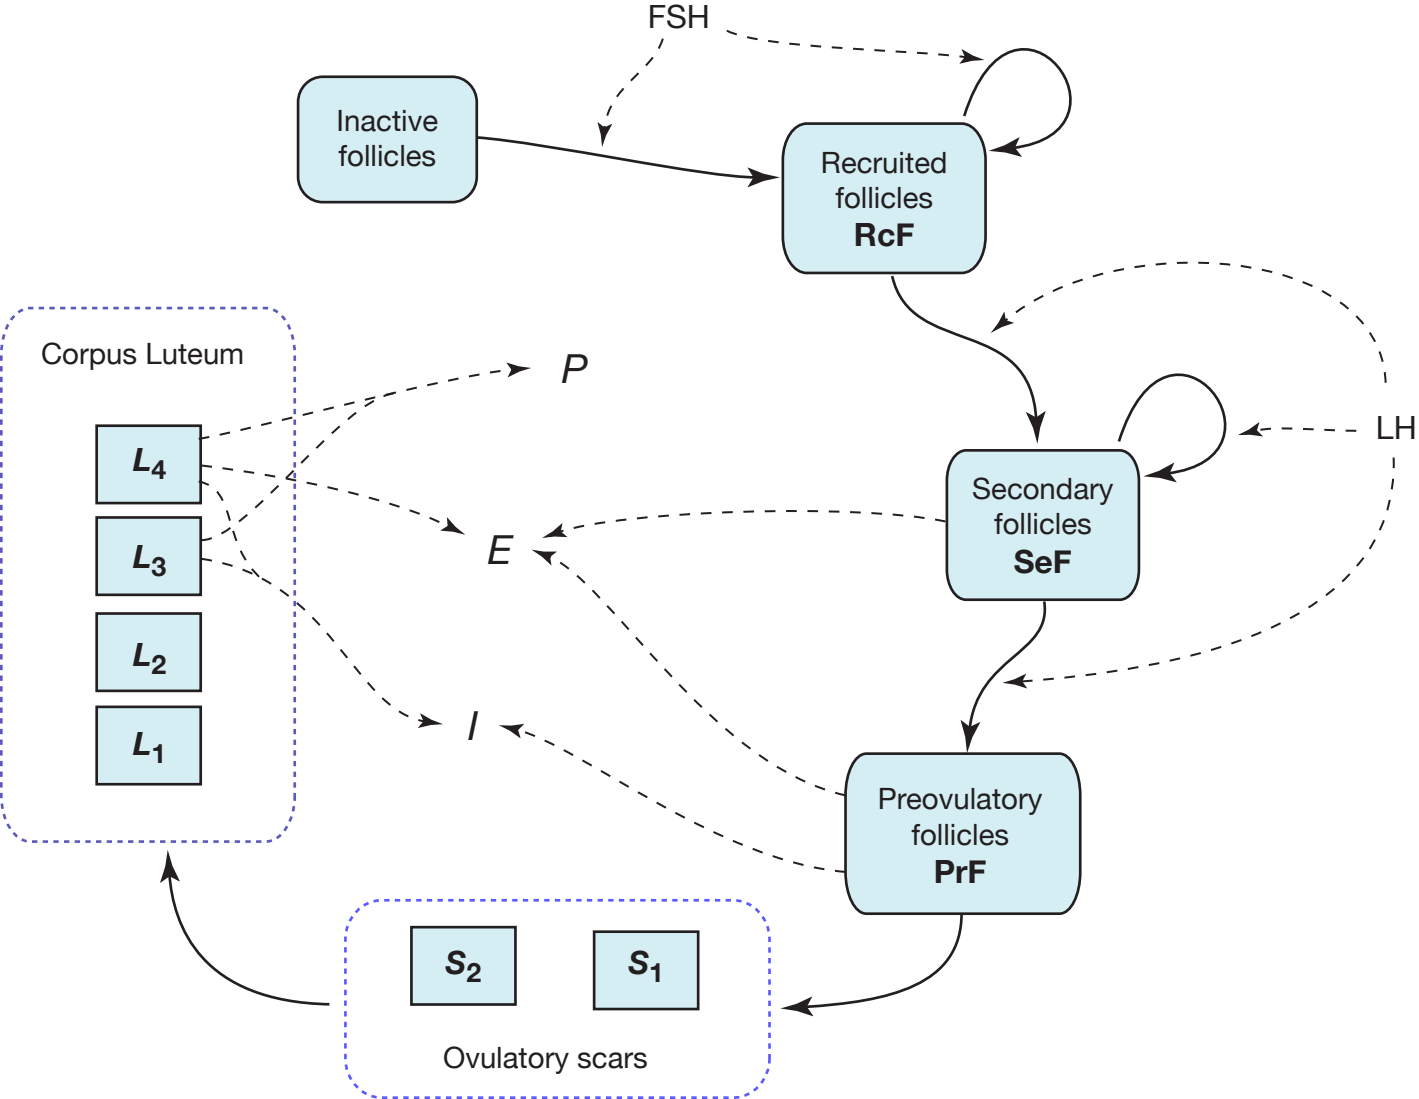 FSH
Inactive
follicles
Recruited
follicles
RcF
Corpus Luteum
P
L4
LH
L3
E
Secondary
follicles
SeF
L2
L1
I
Preovulatory
follicles
PrF
S2
S1
Ovulatory scars